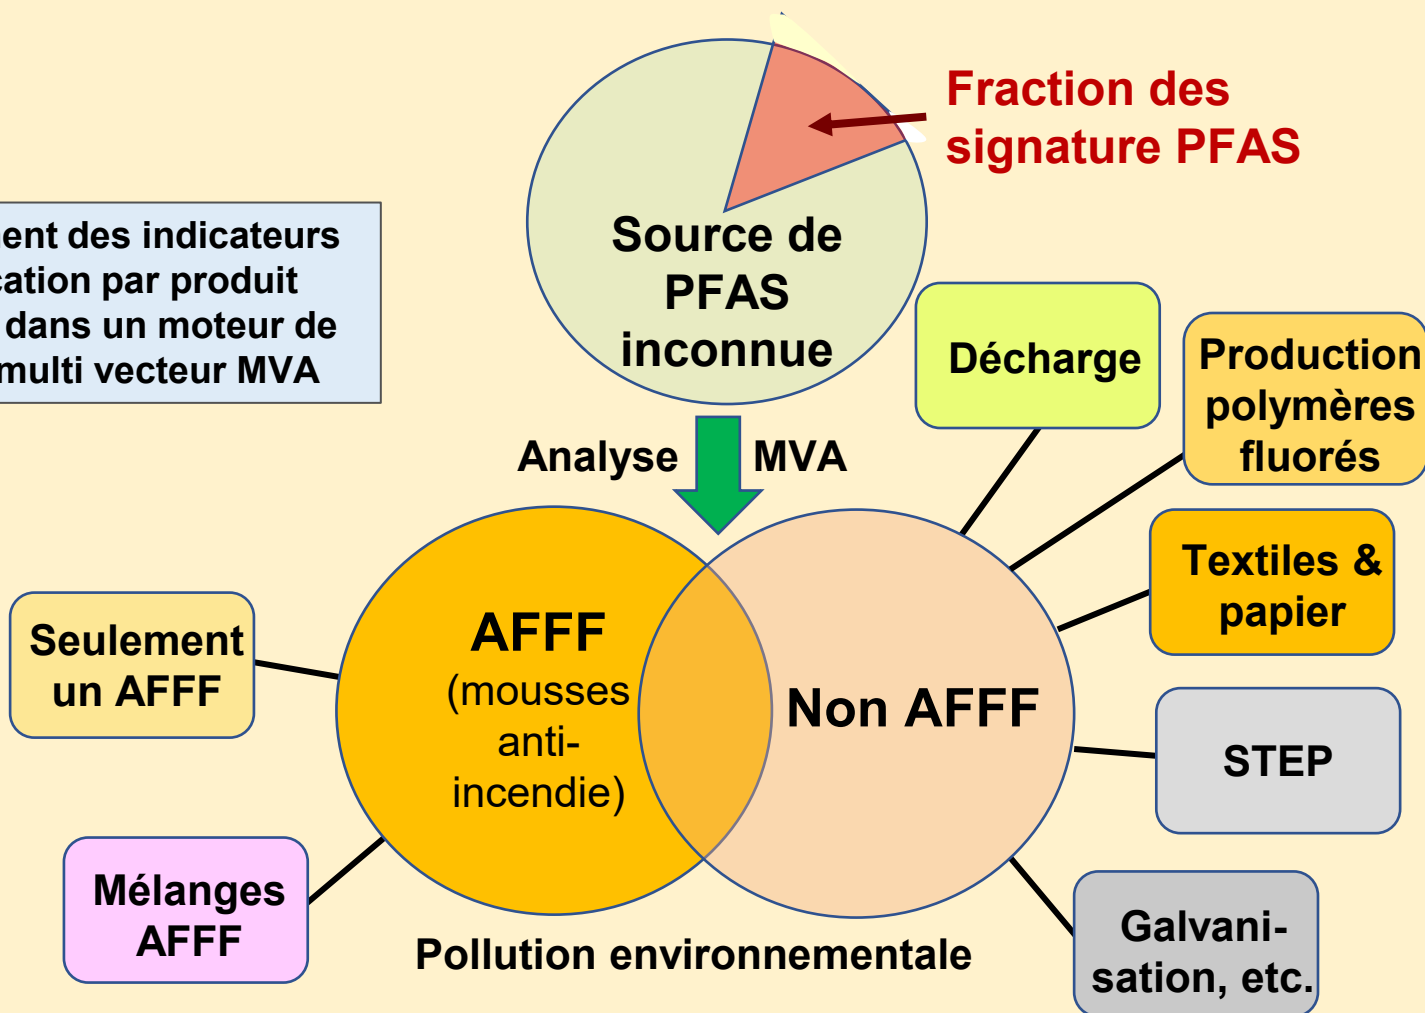 Fraction des
signature PFAS
Source de
PFAS
inconnue
des indicateurs
par produit
dans un moteur de
multi vecteur MVA
Décharge
Production
polymères
fluorés
Analyse MVA
Textiles &
papier
AFFF
(mousses
anti-
incendie)
Non AFFF
Seulement
un AFFF
STEP
Mélanges
AFFF
Galvani-
sation, etc.
Pollution environnementale